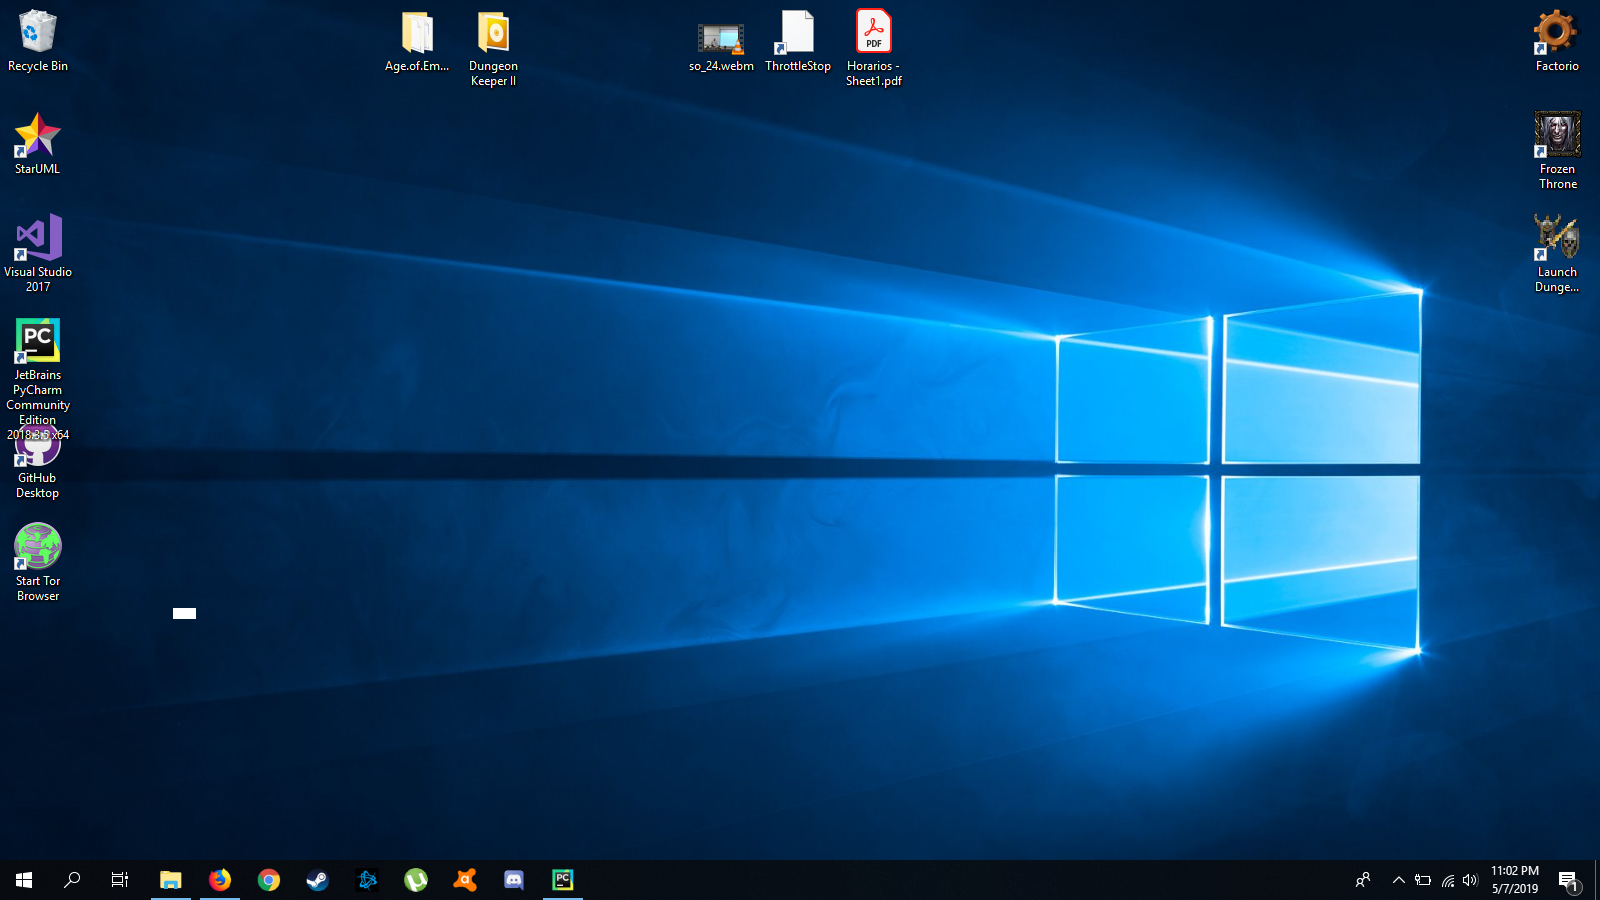 Recycle Bin
Age.of.Em...
Dungeon
Keeper II
so_24.webm
ThrottleStop
PDF
Horarios -
Sheet1.pdf
Factorio
StarUML
Frozen
Throne
Visual Studio
2017
Launch
Dunge...
PC
JetBrains
PyCharm
Community
Edition
2018.3.5 x64
GitHub
Desktop
Start Tor
Browser
PC
11:02 PM
5/7/2019
1